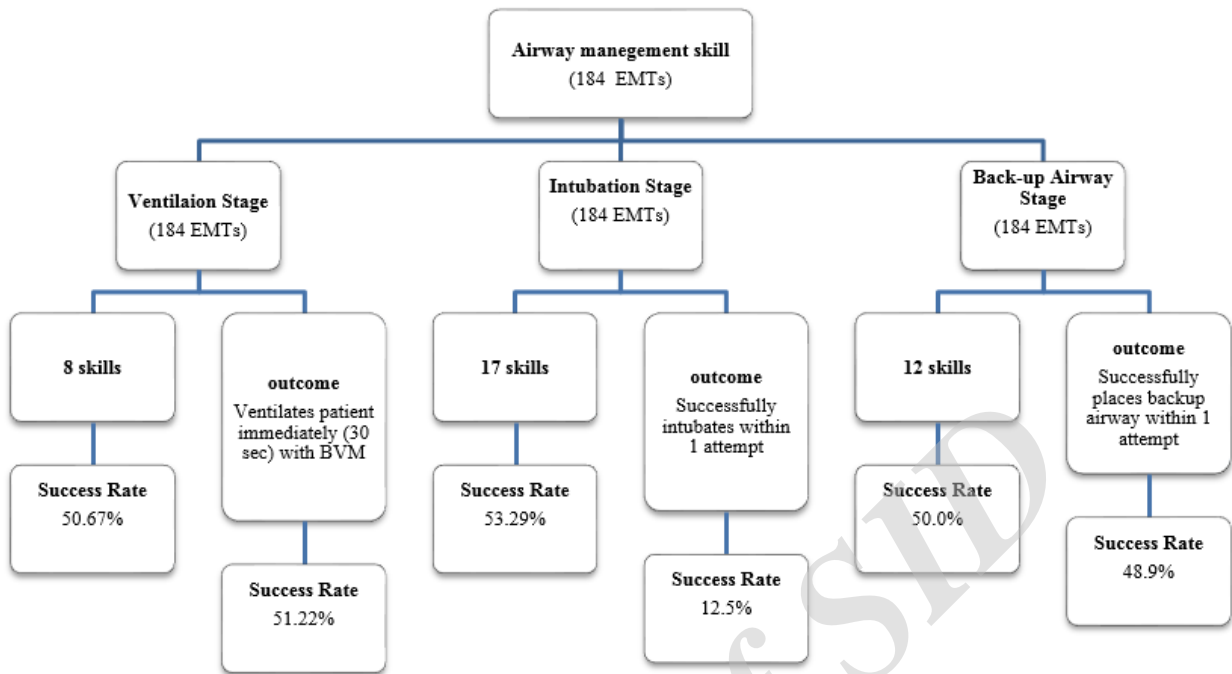 Airway manegement skill
(184 EMTs)
Ventilaion Stage
(184 EMTs)
Intubation Stage
(184 EMTs)
Back-up Airway
Stage
(184 EMTs)
8 skills
outcome
Ventilates patient
immediately (30
sec) with BVM
17 skills
outcome
Successfully
intubates within
1 attempt
12 skills
outcome
Successfully
places backup
airway within 1
attempt
Success Rate
50.67%
Success Rate
51.22%
Success Rate
53.29%
Success Rate
12.5%
Success Rate
50.0%
Success Rate
48.9%
of SID